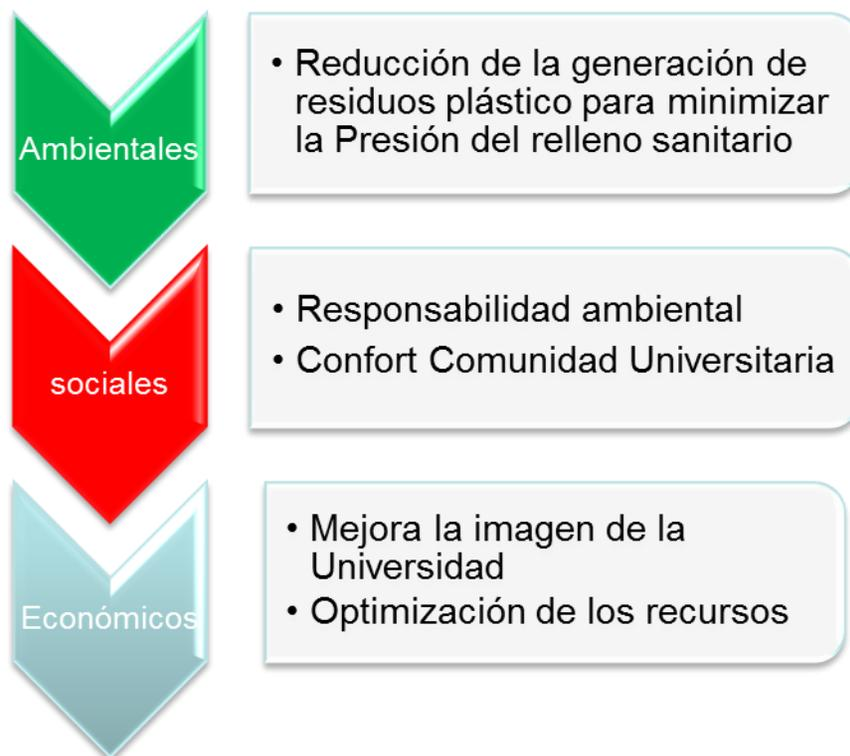 Ambientales
• Reducción de la generación de
residuos plástico para minimizar
la Presión del relleno sanitario
sociales
• Responsabilidad ambiental
• Confort Comunidad Universitaria
Económicos
• Mejora la imagen de la
Universidad
• Optimización de los recursos